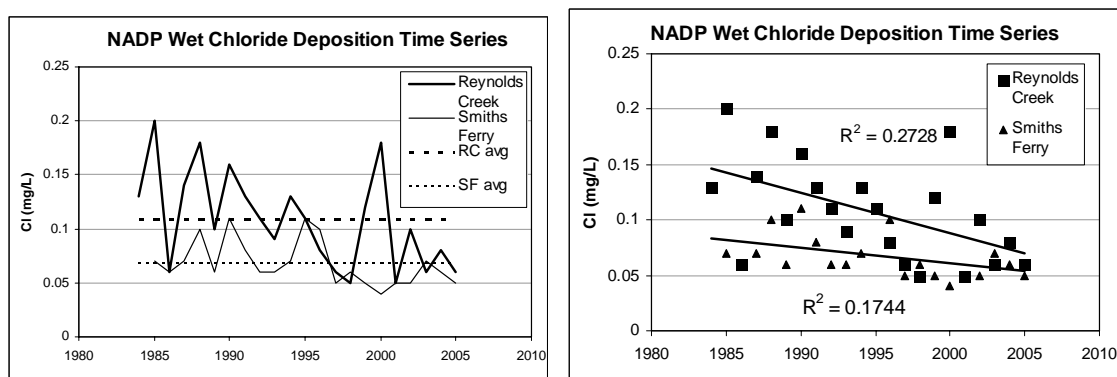 NADP Wet Chloride Deposition Time Series
0.25
0.2
0.15
0.1
0.05
0
Cl (mg/L)
1980 1985 1990 1995 2000 2005 2010
Reynolds
Creek
Smiths
Ferry
RC avg
SF avg
NADP Wet Chloride Deposition Time Series
0.25
0.2
0.15
0.1
0.05
0
Cl (mg/L)
1980 1985 1990 1995 2000 2005 2010
Reynolds
Creek
Smiths
Ferry
R² = 0.2728
R² = 0.1744